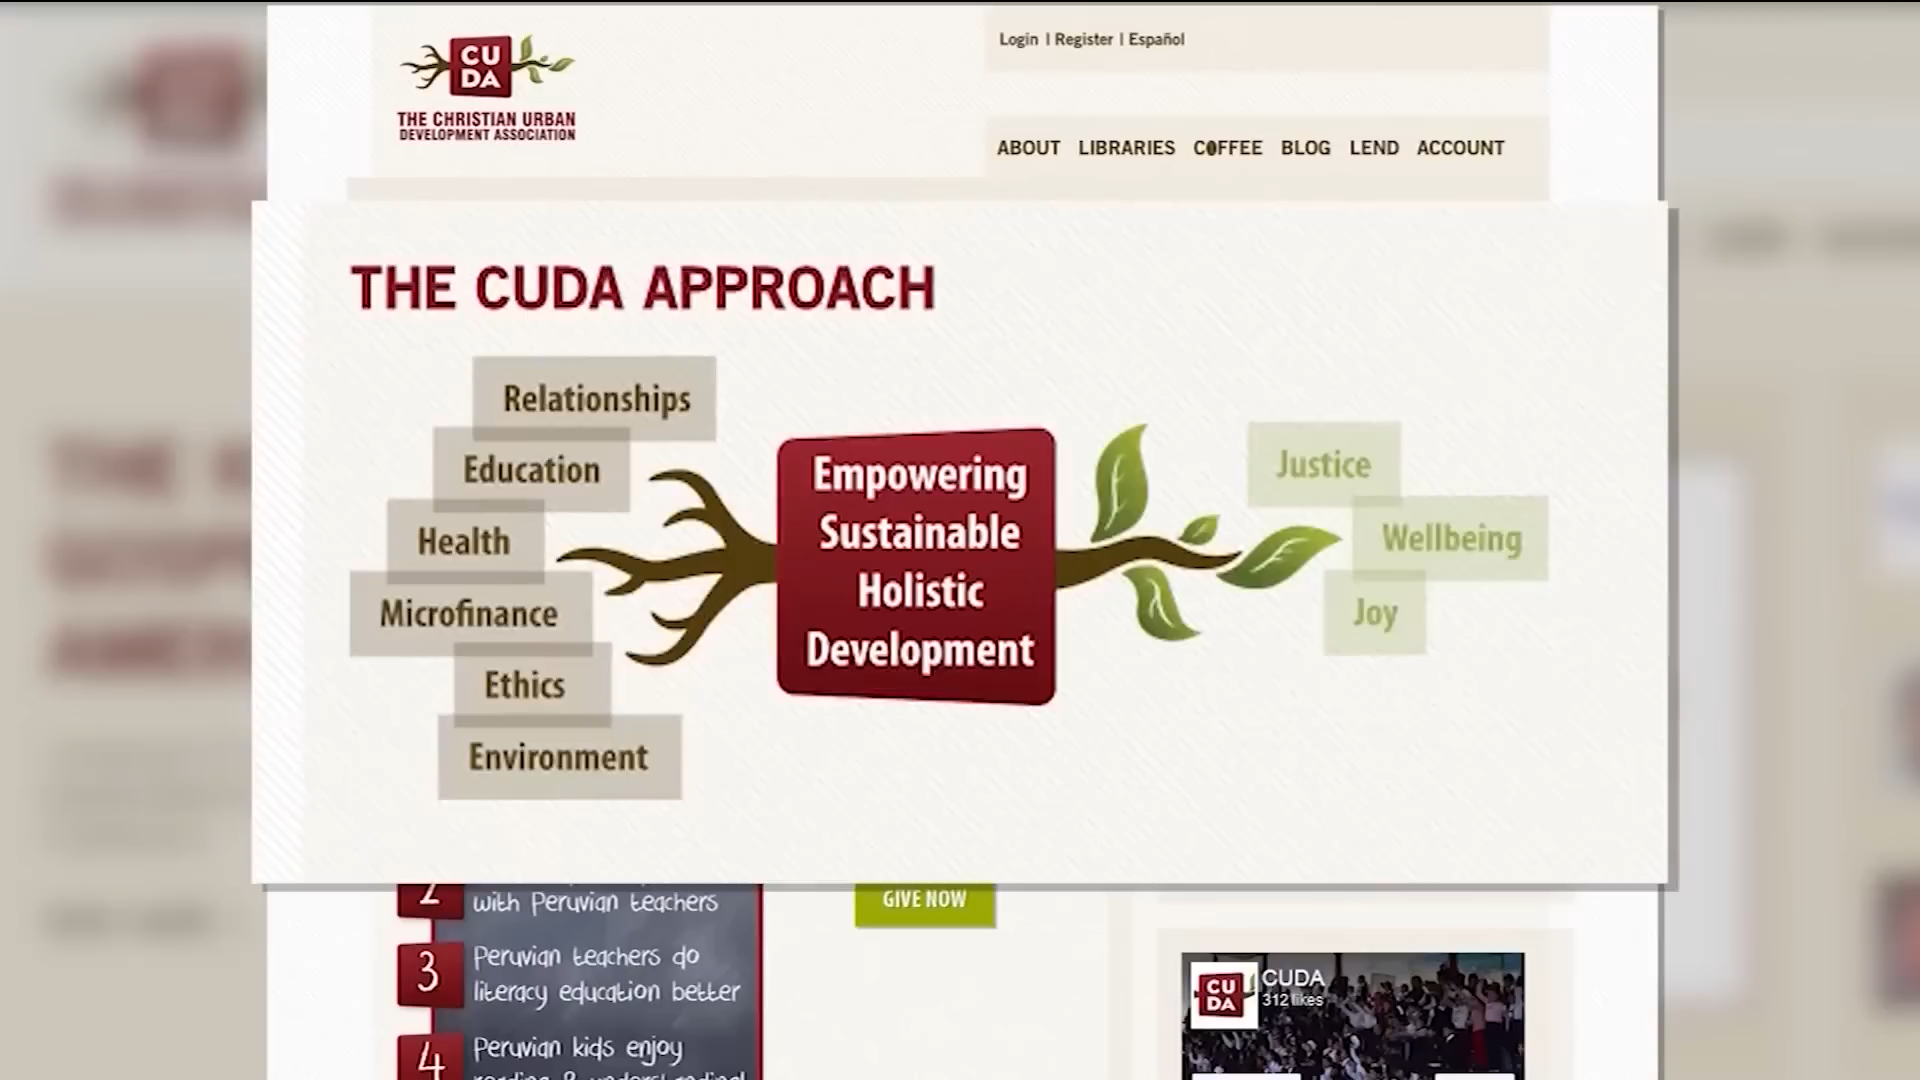 CU
DA
THE CHRISTIAN URBAN
DEVELOPMENT ASSOCIATION
Login | Register | Español
ABOUT LIBRARIES COFFEE BLOG LEND ACCOUNT
THE CUDA APPROACH
Relationships
Education
Health
Microfinance
Ethics
Environment
Empowering
Sustainable
Holistic
Development
Justice
Wellbeing
Joy
2
with Peruvian teachers
3
Peruvian teachers do
literacy education better
4
Peruvian kids enjoy
GIVE NOW
CU
DA
CUDA
312 likes